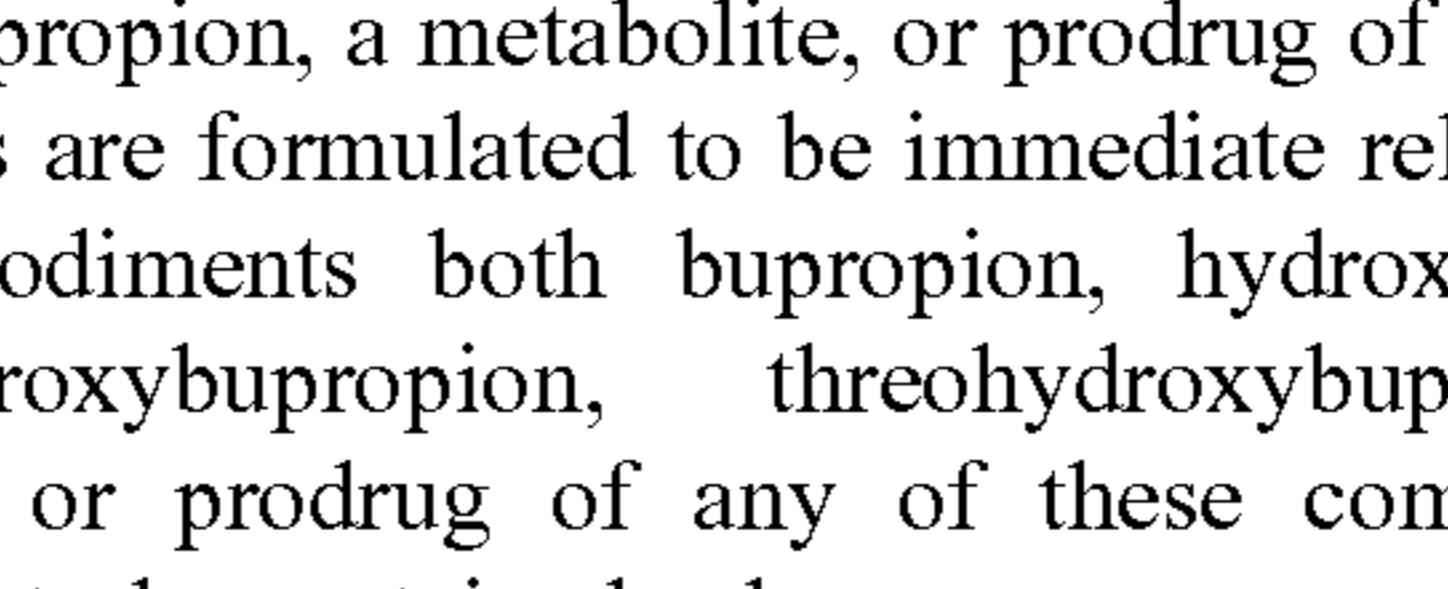 propion, a metabolite, or prodrug of
s are formulated to be immediate rel
odiments both bupropion, hydrox
roxybupropion, threohydroxybup
or prodrug of any of these com